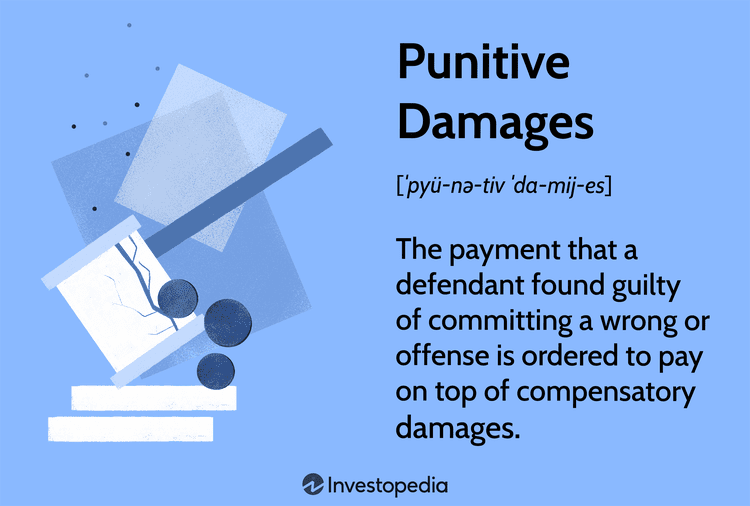 Punitive
Damages
[ˈpyü-nə-tiv ˈda-mij-es]
The payment that a
defendant found guilty
of committing a wrong or
offense is ordered to pay
on top of compensatory
damages.
Investopedia